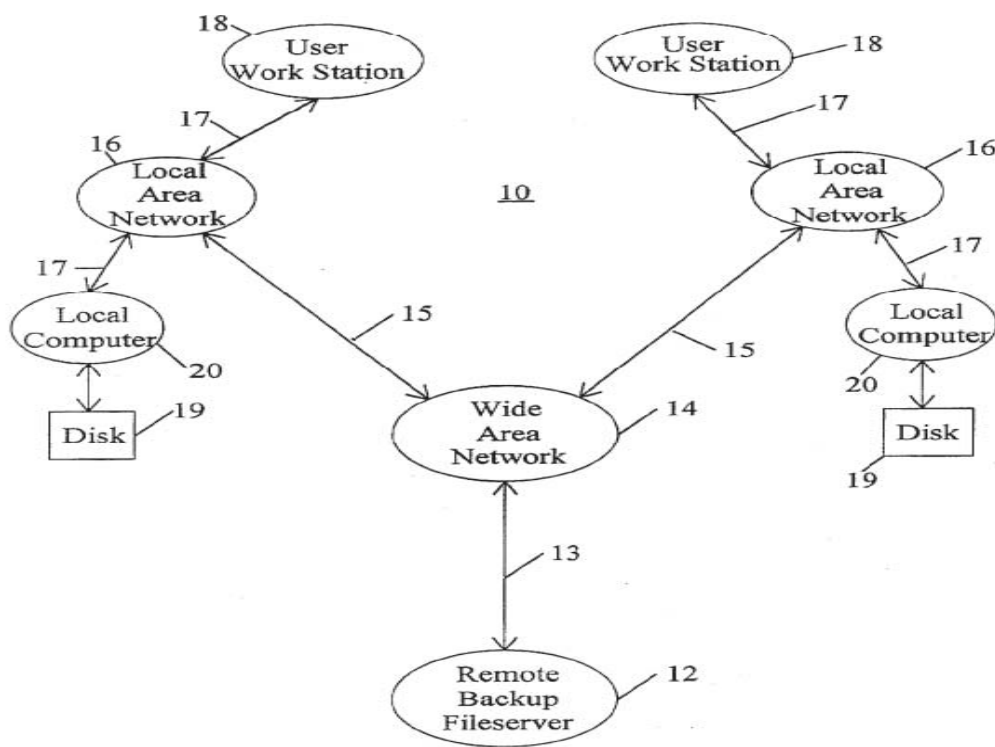 18
User
Work Station
User
Work Station
18
17
17
16
Local
Area
Network
10
16
Local
Area
Network
17
17
Local
Computer
15
15
Local
Computer
20
20
Disk
19
Wide
Area
Network
14
Disk
19
13
Remote
Backup
Fileserver
12